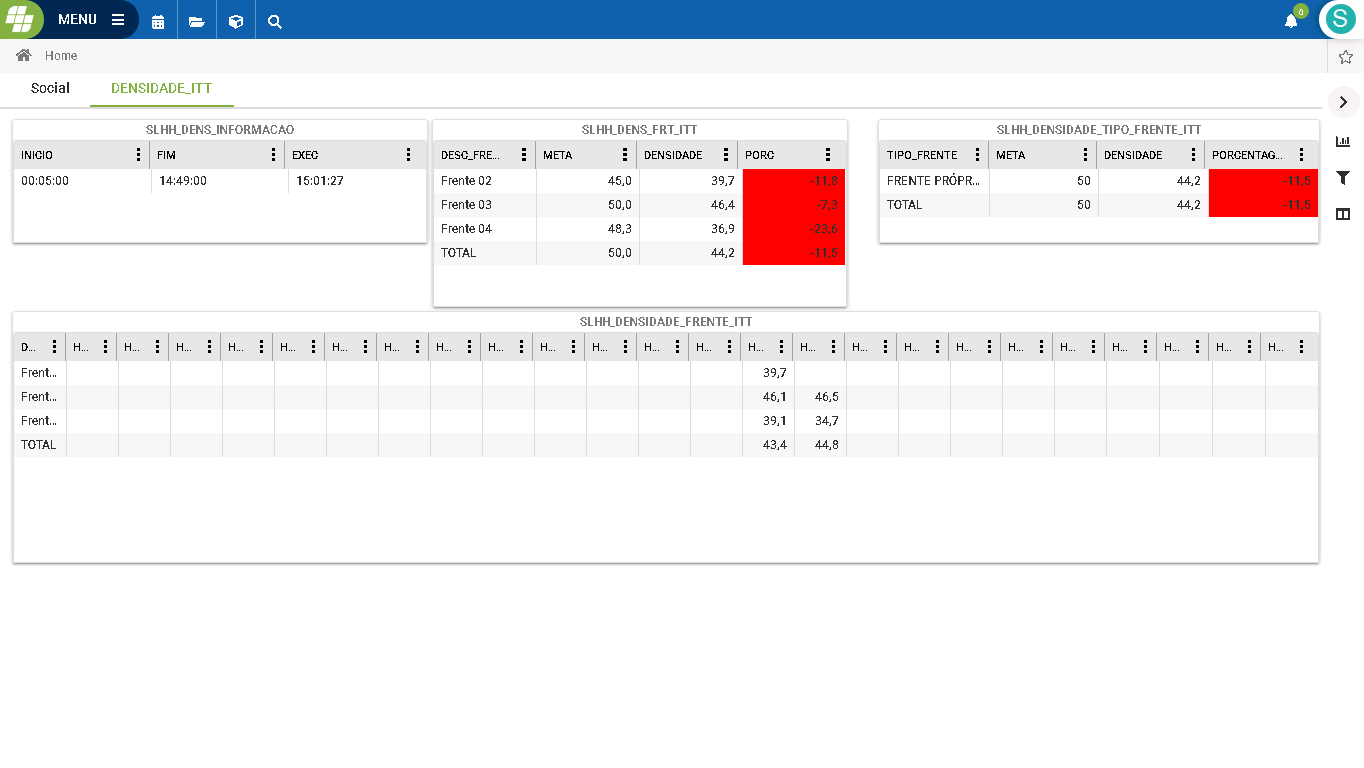 MENU
0
S
Home
Social DENSIDADE_ITT
SLHH_DENS_INFORMACAO
INICIO FIM EXEC
00:05:00 14:49:00 15:01:27
SLHH_DENS_FRT_ITT
DESC_FRE... META DENSIDADE PORC
Frente 02 45,0 39,7 -11,8
Frente 03 50,0 46,4 -7,3
Frente 04 48,3 36,9 -23,6
TOTAL 50,0 44,2 -11,5
SLHH_DENSIDADE_TIPO_FRENTE_ITT
TIPO_FRENTE META DENSIDADE PORCENTAG...
FRENTE PRÓPR... 50 44,2 -11,5
TOTAL 50 44,2 -11,5
SLHH_DENSIDADE_FRENTE_ITT
D... H... H... H... H... H... H... H... H... H... H... H... H... H... H... H... H... H... H... H... H... H... H... H... H...
Frent... 39,7
Frent... 46,1 46,5
Frent... 39,1 34,7
TOTAL 43,4 44,8